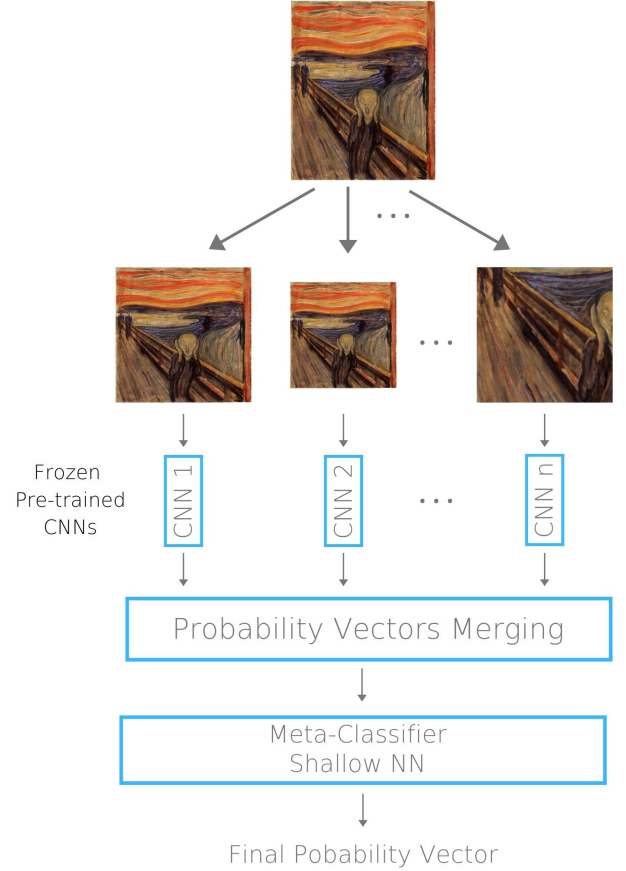 Frozen
Pre-trained
CNNs
CNN 1
CNN 2
CNN n
Probability Vectors Merging
Meta-Classifier
Shallow NN
Final Pobability Vector